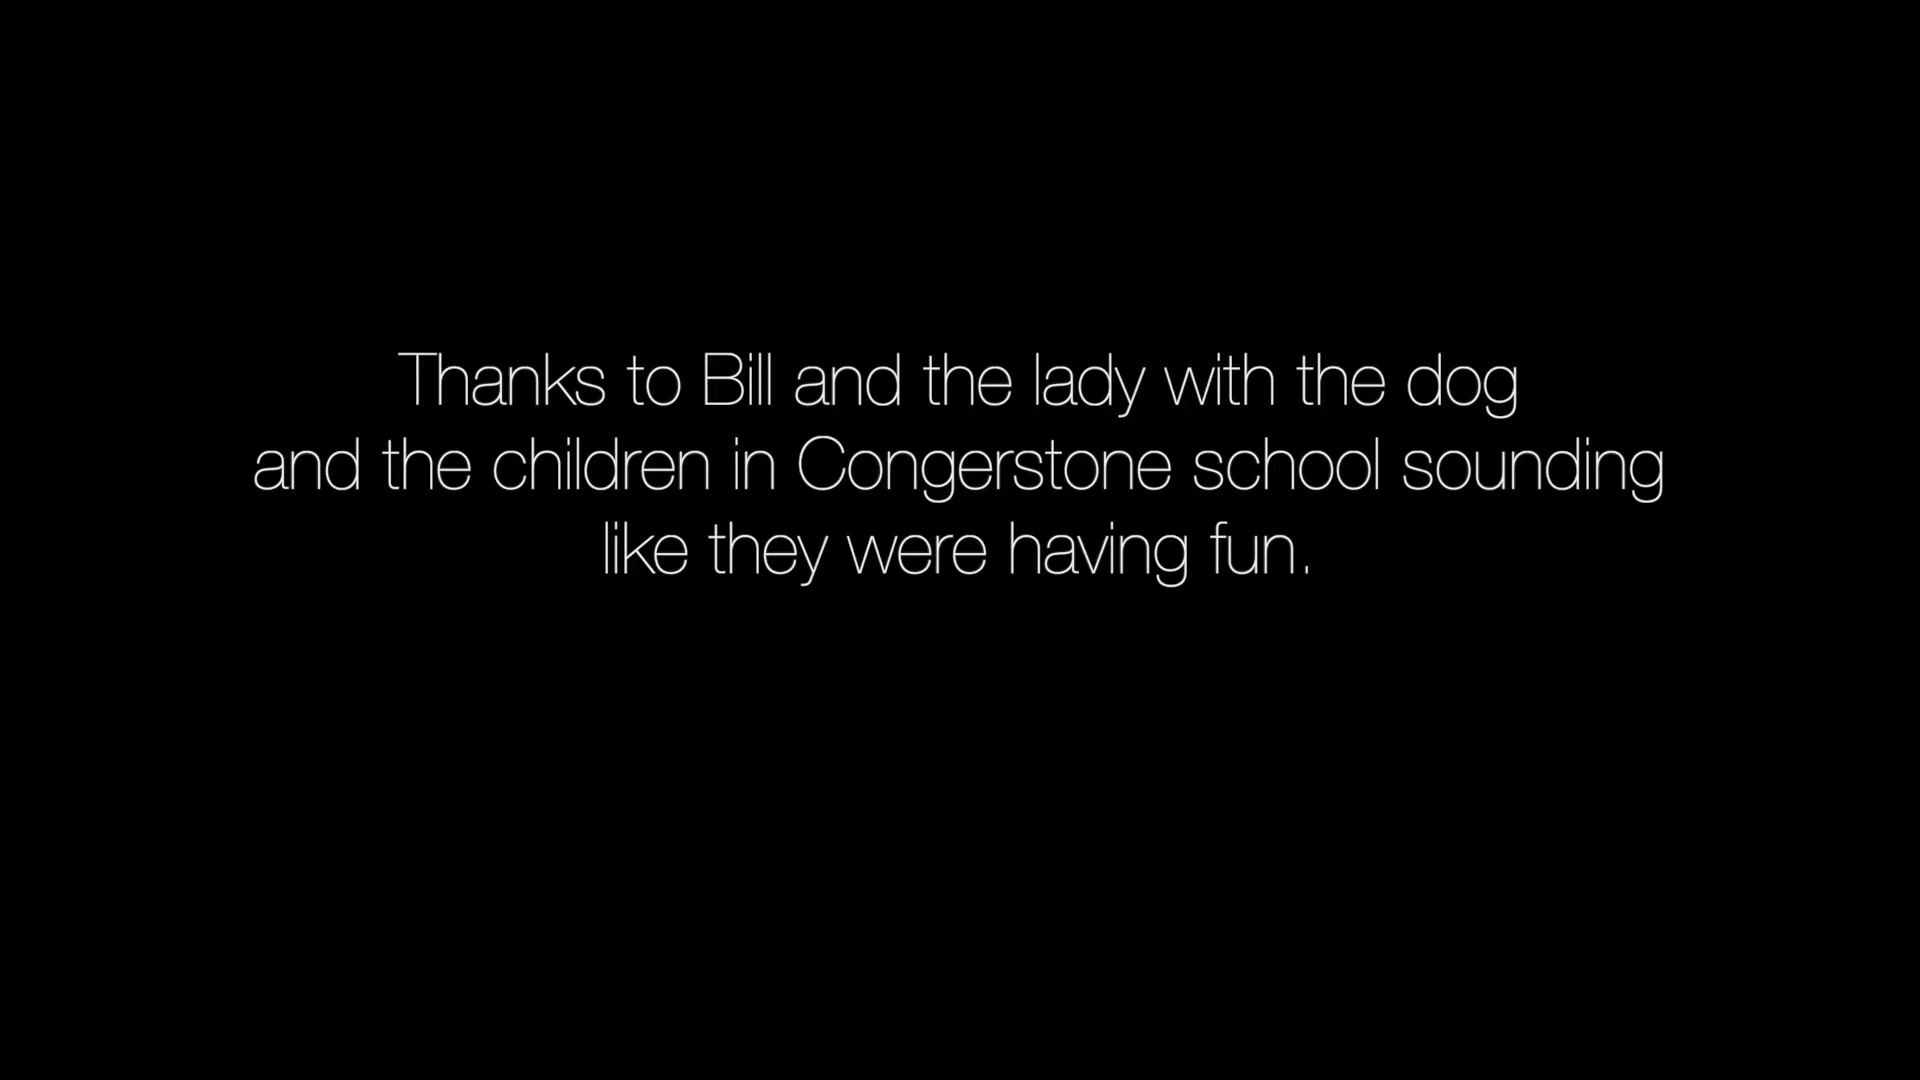 Thanks to Bill and the lady with the dog
and the children in Congerstone school sounding
like they were having fun.